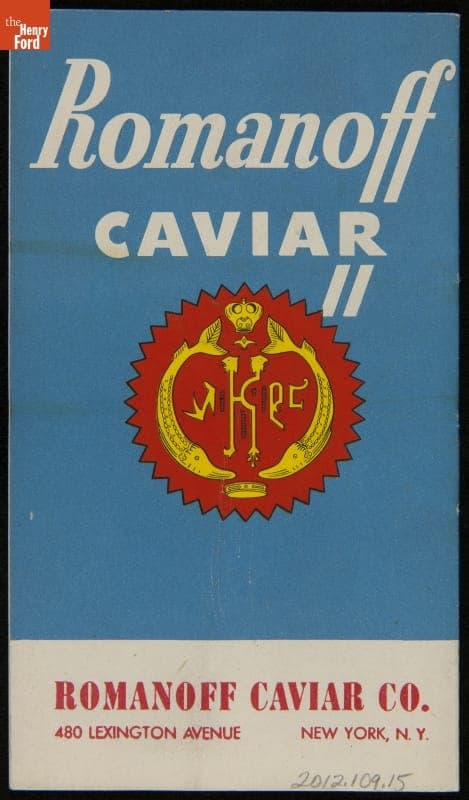 the
Henry
Ford
Romanoff
CAVIAR
ROMANOFF CAVIAR CO.
480 LEXINGTON AVENUE NEW YORK, N. Y.
2012.109.15